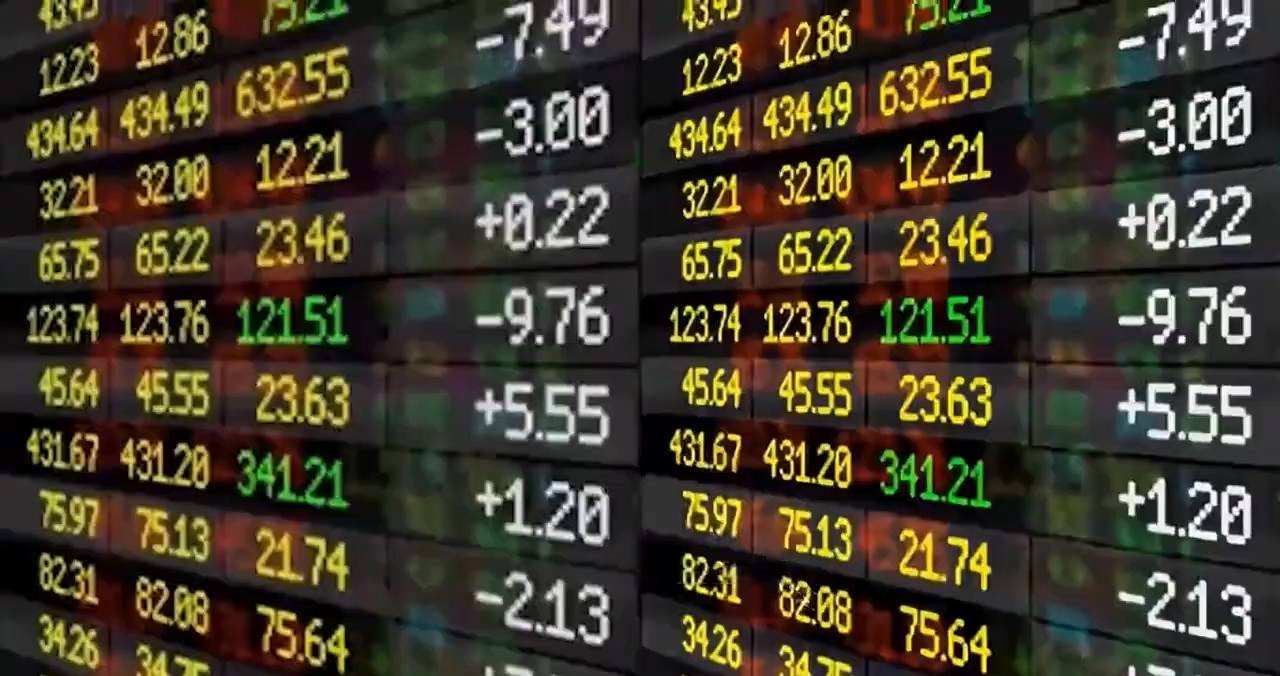 43.45 75.21 -7.49 43.45 75.21 -7.49
12.23 12.86 632.55 -3.00 12.23 12.86 632.55 -3.00
434.64 434.49 12.21 +0.22 434.64 434.49 12.21 +0.22
32.21 32.00 23.46 -9.76 32.21 32.00 23.46 -9.76
65.75 65.22 121.51 +5.55 65.75 65.22 121.51 +5.55
123.74 123.76 23.63 +1.20 123.74 123.76 23.63 +1.20
45.64 45.55 341.21 -2.13 45.64 45.55 341.21 -2.13
431.67 431.20 21.74 431.67 431.20 21.74
75.97 75.13 75.64 75.97 75.13 75.64
82.31 82.08 82.31 82.08
34.26 34.75 34.26 34.75